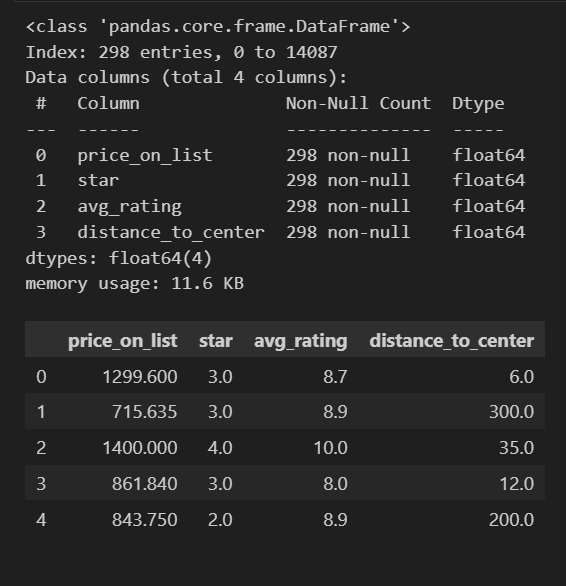 <class 'pandas.core.frame.DataFrame'>
Index: 298 entries, 0 to 14087
Data columns (total 4 columns):
 #   Column              Non-Null Count  Dtype
---  ------              --------------  -----
 0   price_on_list       298 non-null    float64
 1   star                298 non-null    float64
 2   avg_rating          298 non-null    float64
 3   distance_to_center  298 non-null    float64
dtypes: float64(4)
memory usage: 11.6 KB
price_on_list star avg_rating distance_to_center
0 1299.600 3.0 8.7 6.0
1 715.635 3.0 8.9 300.0
2 1400.000 4.0 10.0 35.0
3 861.840 3.0 8.0 12.0
4 843.750 2.0 8.9 200.0